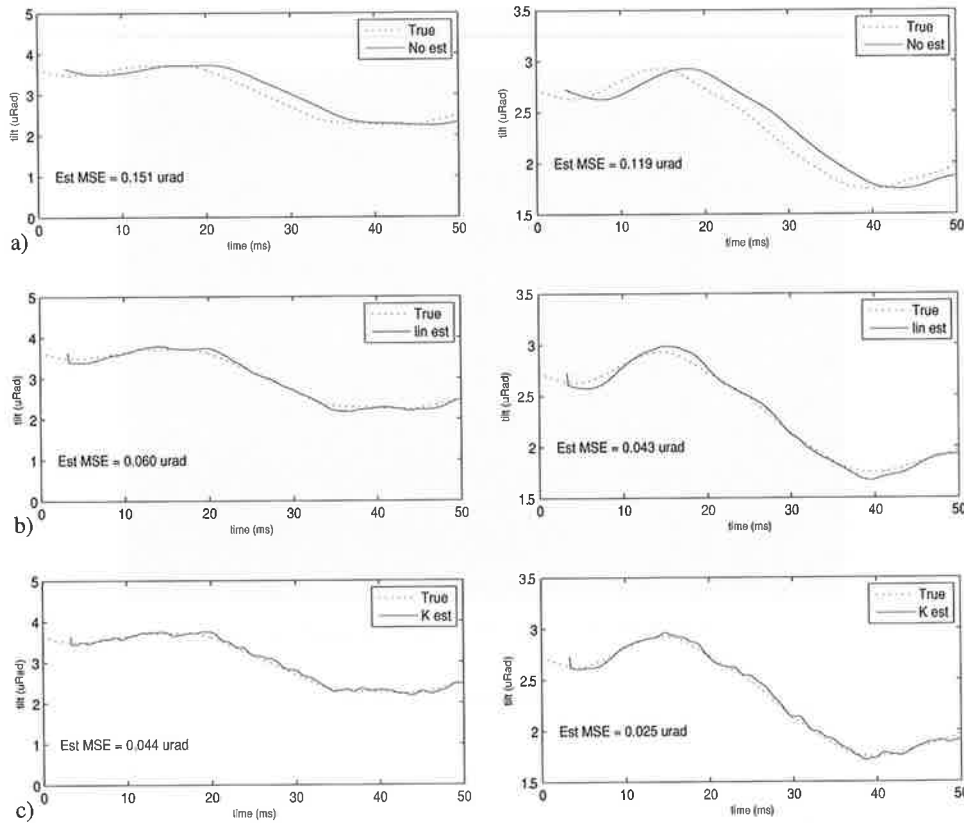 5
4
3
2
1
0
tilt (uRad)
True
No est
Est MSE = 0.151 urad
0 10 20 30 40 50
time (ms)
3.5
3
2.5
2
1.5
tilt (uRad)
True
No est
Est MSE = 0.119 urad
0 10 20 30 40 50
time (ms)
a)
5
4
3
2
1
0
tilt (uRad)
True
lin est
Est MSE = 0.060 urad
0 10 20 30 40 50
time (ms)
3.5
3
2.5
2
1.5
tilt (uRad)
True
lin est
Est MSE = 0.043 urad
0 10 20 30 40 50
time (ms)
b)
5
4
3
2
1
0
tilt (uRad)
True
K est
Est MSE = 0.044 urad
0 10 20 30 40 50
time (ms)
3.5
3
2.5
2
1.5
tilt (uRad)
True
K est
Est MSE = 0.025 urad
0 10 20 30 40 50
time (ms)
c)